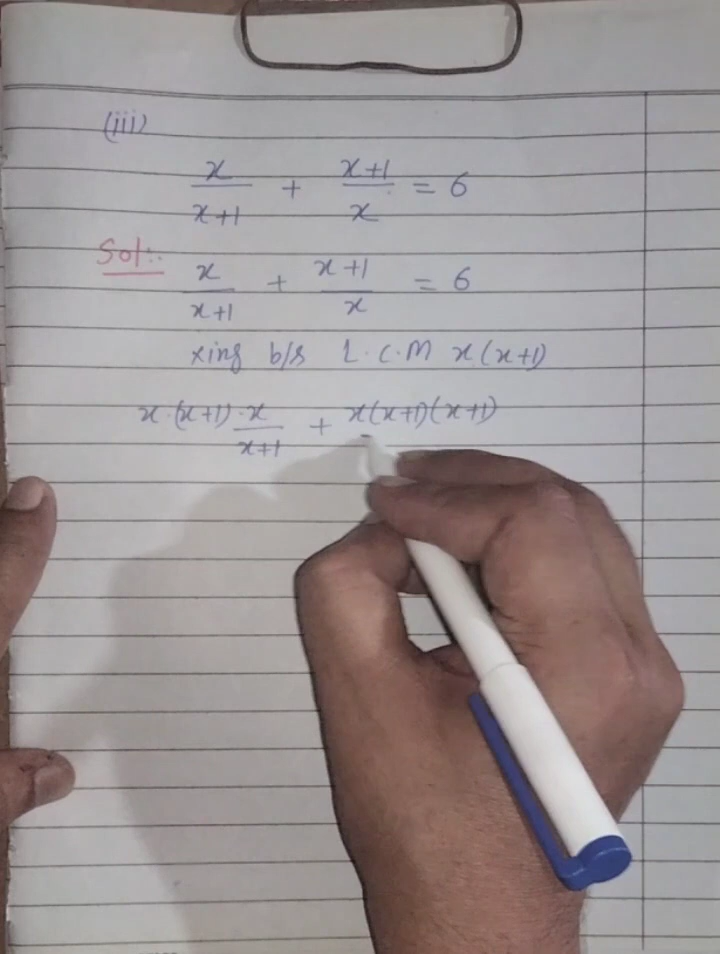 (iii)
x/(x+1) + (x+1)/x = 6
Sol:. x/(x+1) + (x+1)/x = 6
xing b/s L.C.M x(x+1)
x.(x+1).x/(x+1) + x(x+1)(x+1)